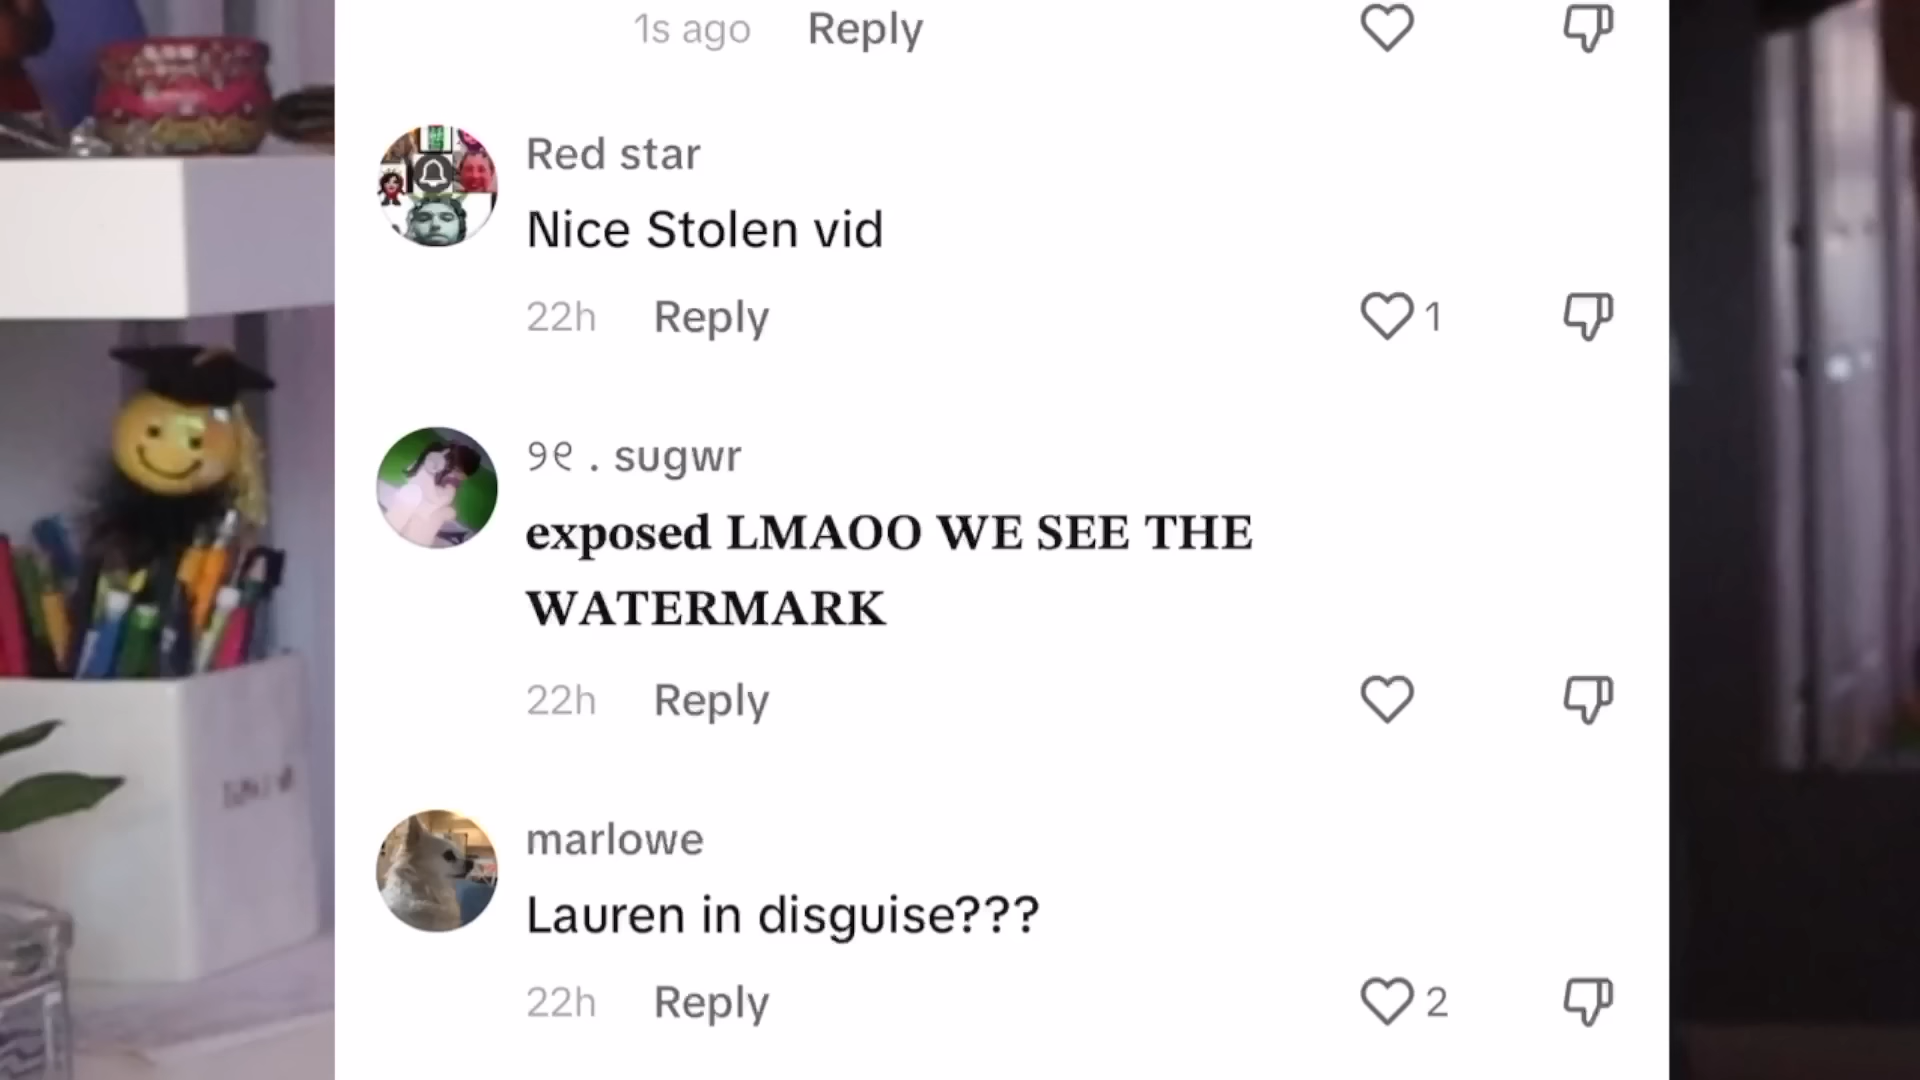 1s ago Reply
Red star
Nice Stolen vid
22h Reply 1
୨୧ . sugwr
exposed LMAOO WE SEE THE
WATERMARK
22h Reply
marlowe
Lauren in disguise???
22h Reply 2